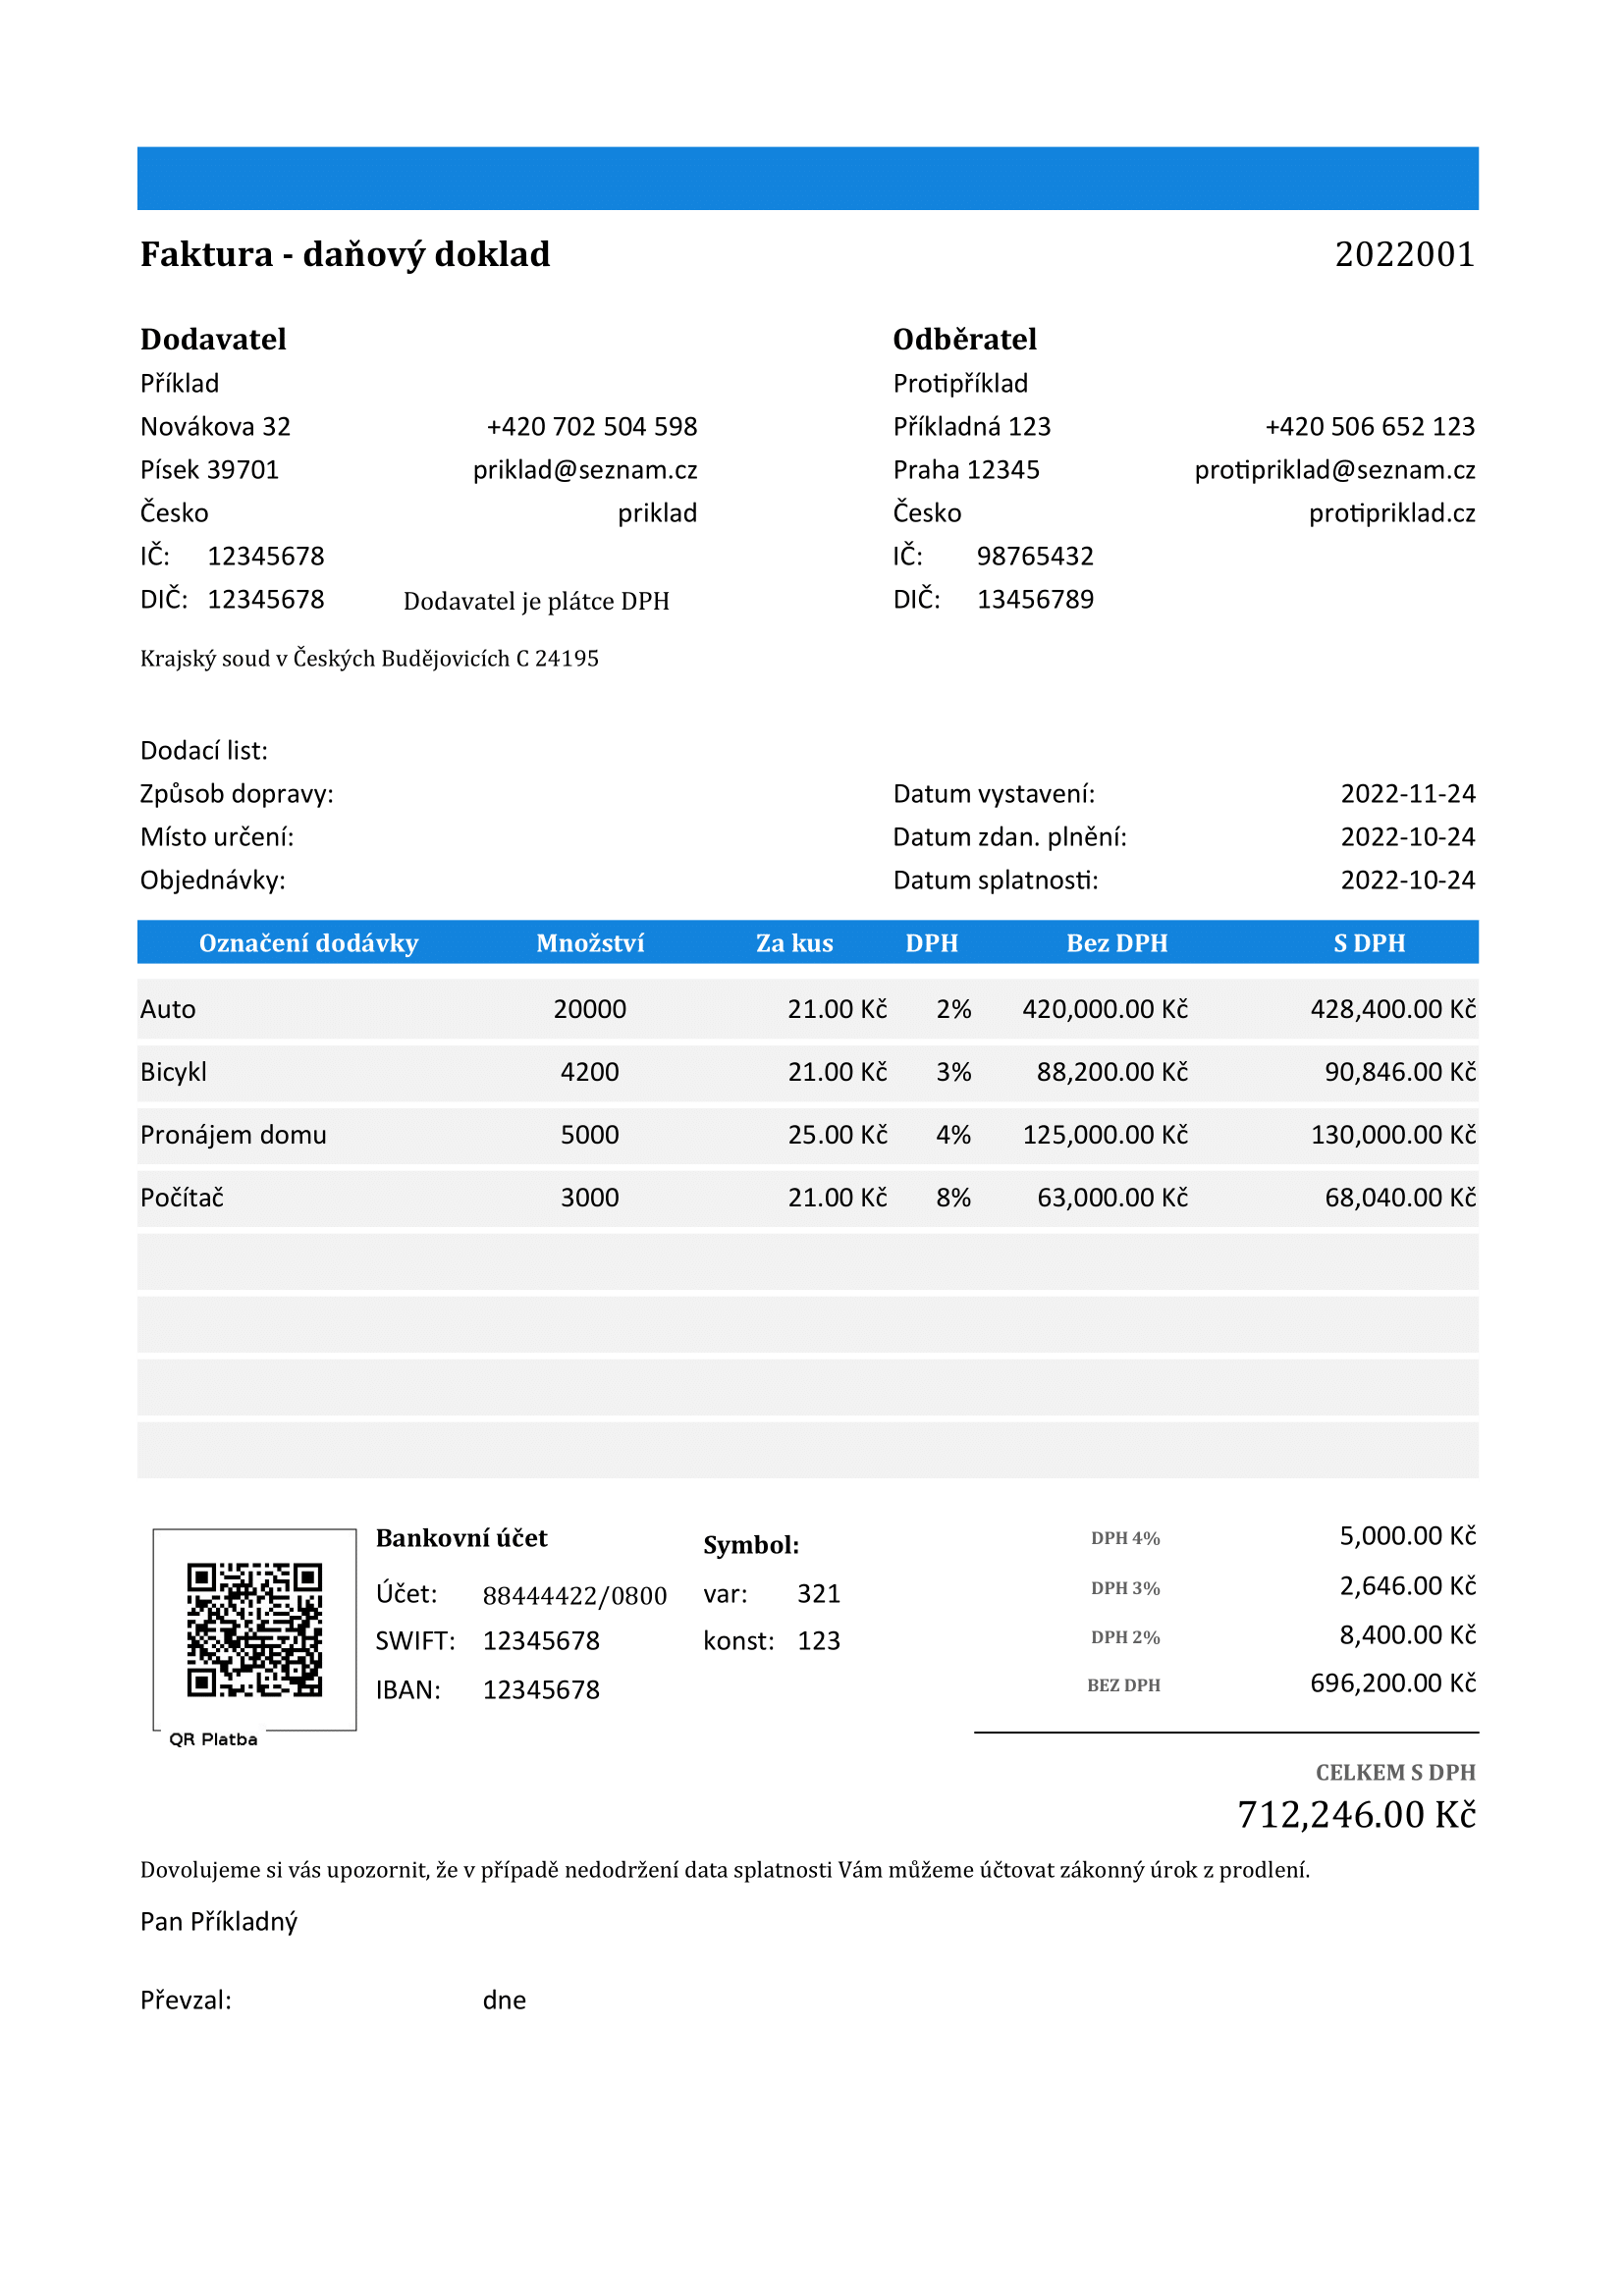 Faktura - daňový doklad 2022001
Dodavatel Odběratel
Příklad Protipříklad
Novákova 32 +420 702 504 598 Příkladná 123 +420 506 652 123
Písek 39701 priklad@seznam.cz Praha 12345 protipriklad@seznam.cz
Česko priklad Česko protipriklad.cz
IČ: 12345678 IČ: 98765432
DIČ: 12345678 Dodavatel je plátce DPH DIČ: 13456789
Krajský soud v Českých Budějovicích C 24195
Dodací list:
Způsob dopravy: Datum vystavení: 2022-11-24
Místo určení: Datum zdan. plnění: 2022-10-24
Objednávky: Datum splatnosti: 2022-10-24
Označení dodávky Množství Za kus DPH Bez DPH S DPH
Auto 20000 21.00 Kč 2% 420,000.00 Kč 428,400.00 Kč
Bicykl 4200 21.00 Kč 3% 88,200.00 Kč 90,846.00 Kč
Pronájem domu 5000 25.00 Kč 4% 125,000.00 Kč 130,000.00 Kč
Počítač 3000 21.00 Kč 8% 63,000.00 Kč 68,040.00 Kč
Bankovní účet Symbol: DPH 4% 5,000.00 Kč
Účet: 88444422/0800 var: 321 DPH 3% 2,646.00 Kč
SWIFT: 12345678 konst: 123 DPH 2% 8,400.00 Kč
IBAN: 12345678 BEZ DPH 696,200.00 Kč
QR Platba
CELKEM S DPH
712,246.00 Kč
Dovolujeme si vás upozornit, že v případě nedodržení data splatnosti Vám můžeme účtovat zákonný úrok z prodlení.
Pan Příkladný
Převzal: dne